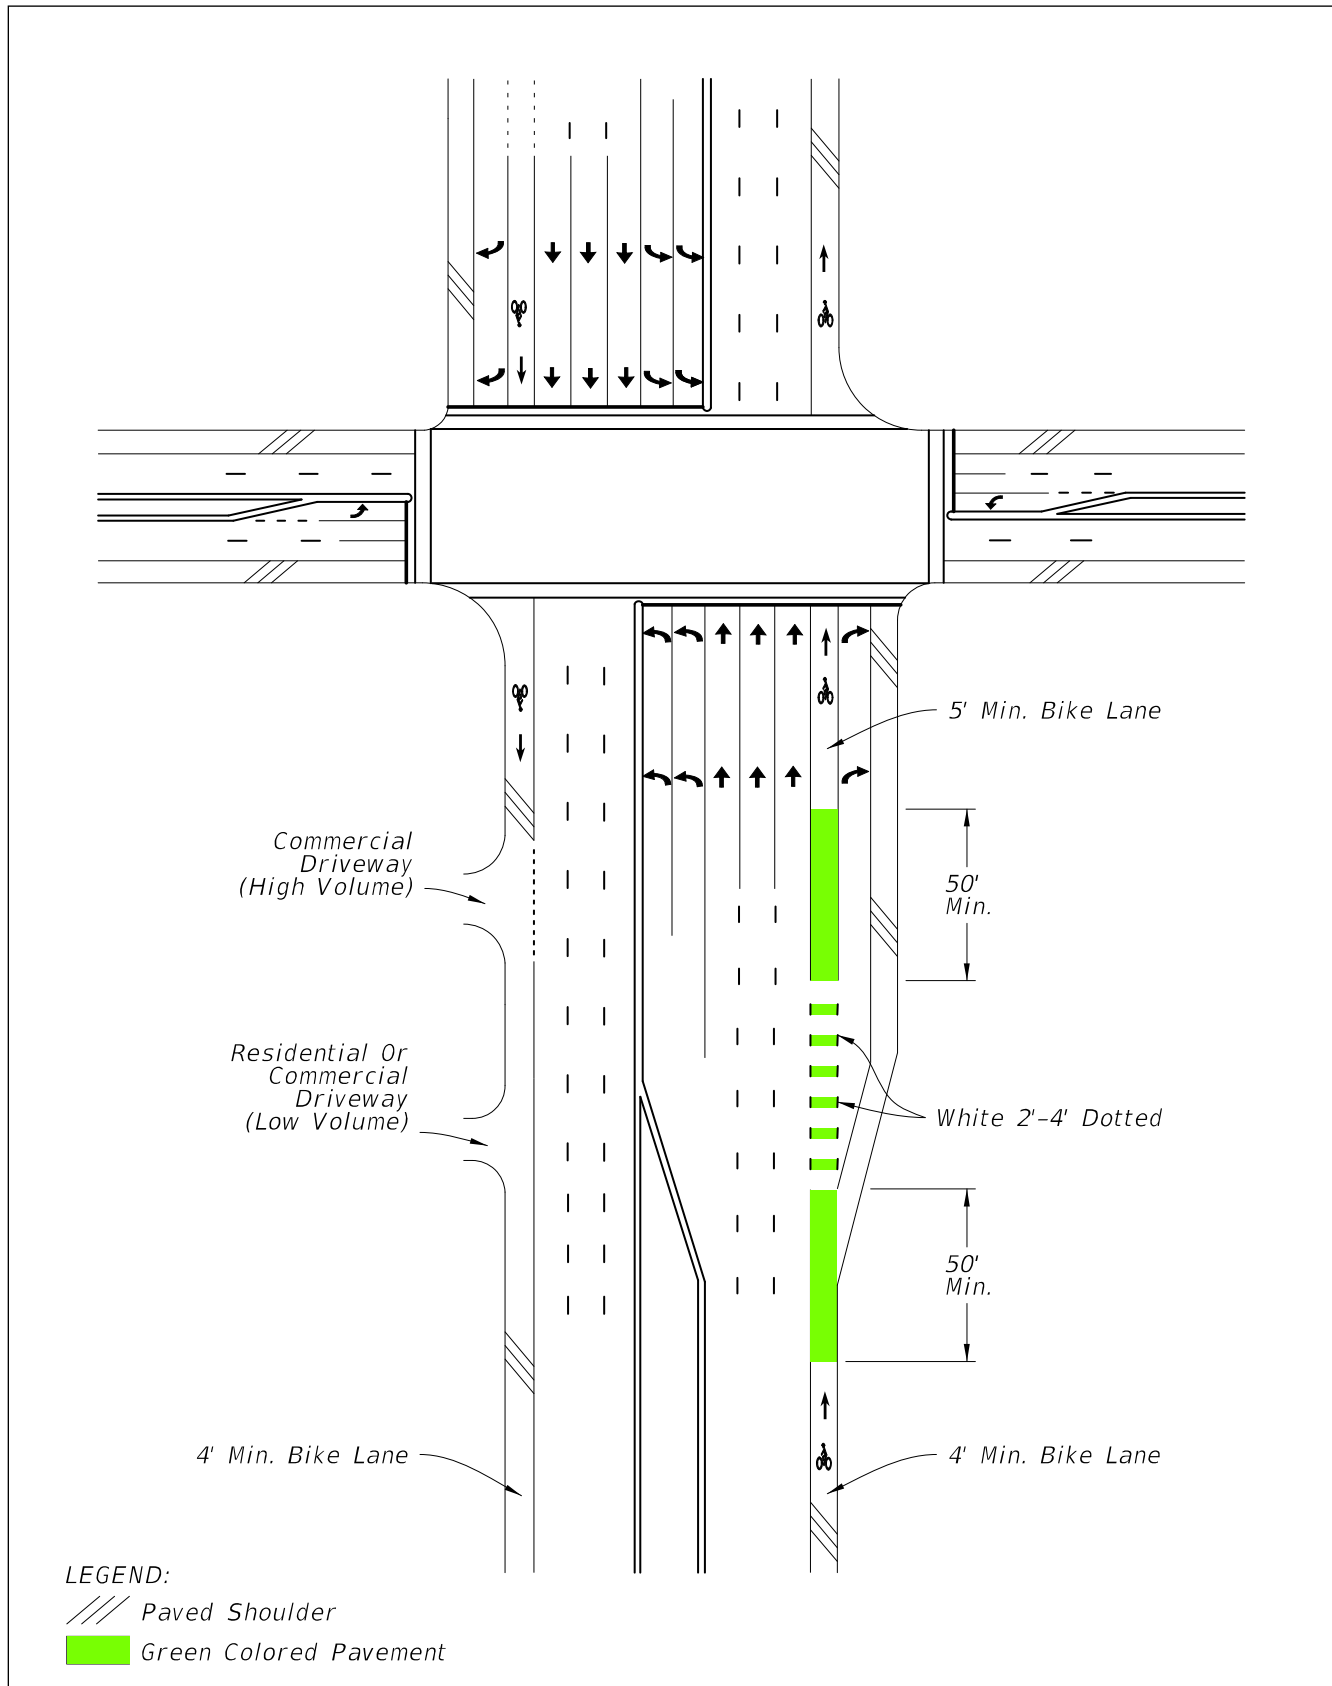 5' Min. Bike Lane
Commercial
Driveway
(High Volume)
50'
Min.
Residential Or
Commercial
Driveway
(Low Volume)
White 2'-4' Dotted
50'
Min.
4' Min. Bike Lane
4' Min. Bike Lane
LEGEND:
Paved Shoulder
Green Colored Pavement